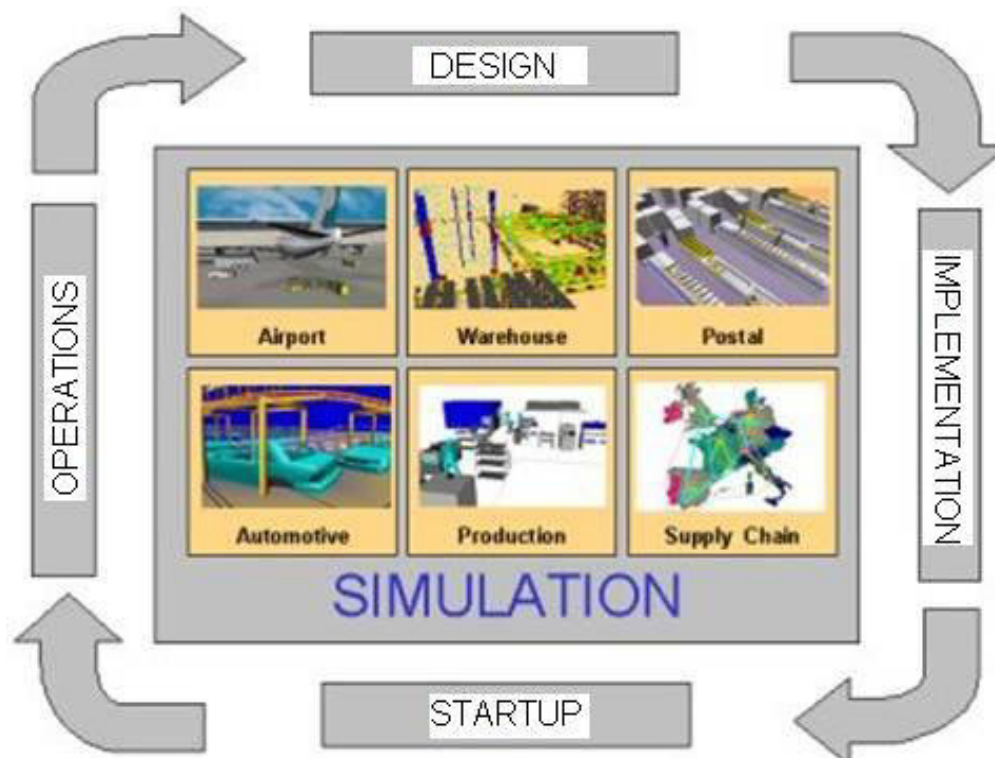 DESIGN
OPERATIONS
IMPLEMENTATION
Airport
Warehouse
Postal
Automotive
Production
Supply Chain
SIMULATION
STARTUP